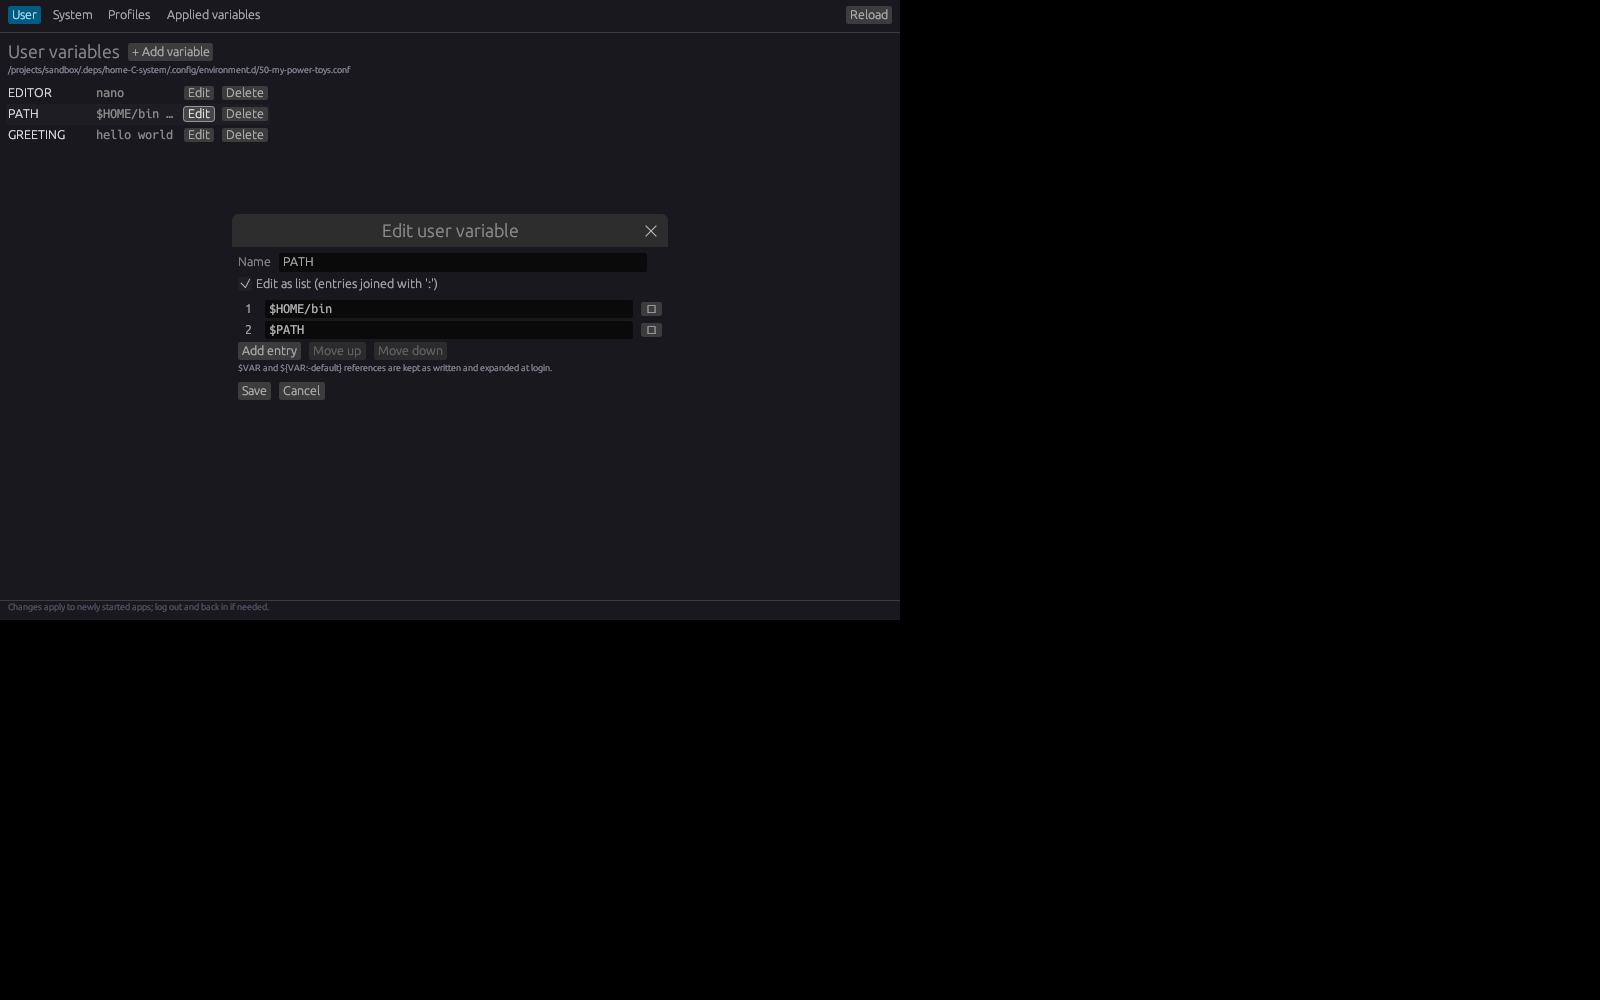 User System Profiles Applied variables Reload
User variables + Add variable
/projects/sandbox/.deps/home-C-system/.config/environment.d/50-my-power-toys.conf
EDITOR nano Edit Delete
PATH $HOME/bin … Edit Delete
GREETING hello world Edit Delete
Edit user variable
Name PATH
Edit as list (entries joined with ':')
1 $HOME/bin
2 $PATH
Add entry Move up Move down
$VAR and ${VAR:-default} references are kept as written and expanded at login.
Save Cancel
Changes apply to newly started apps; log out and back in if needed.